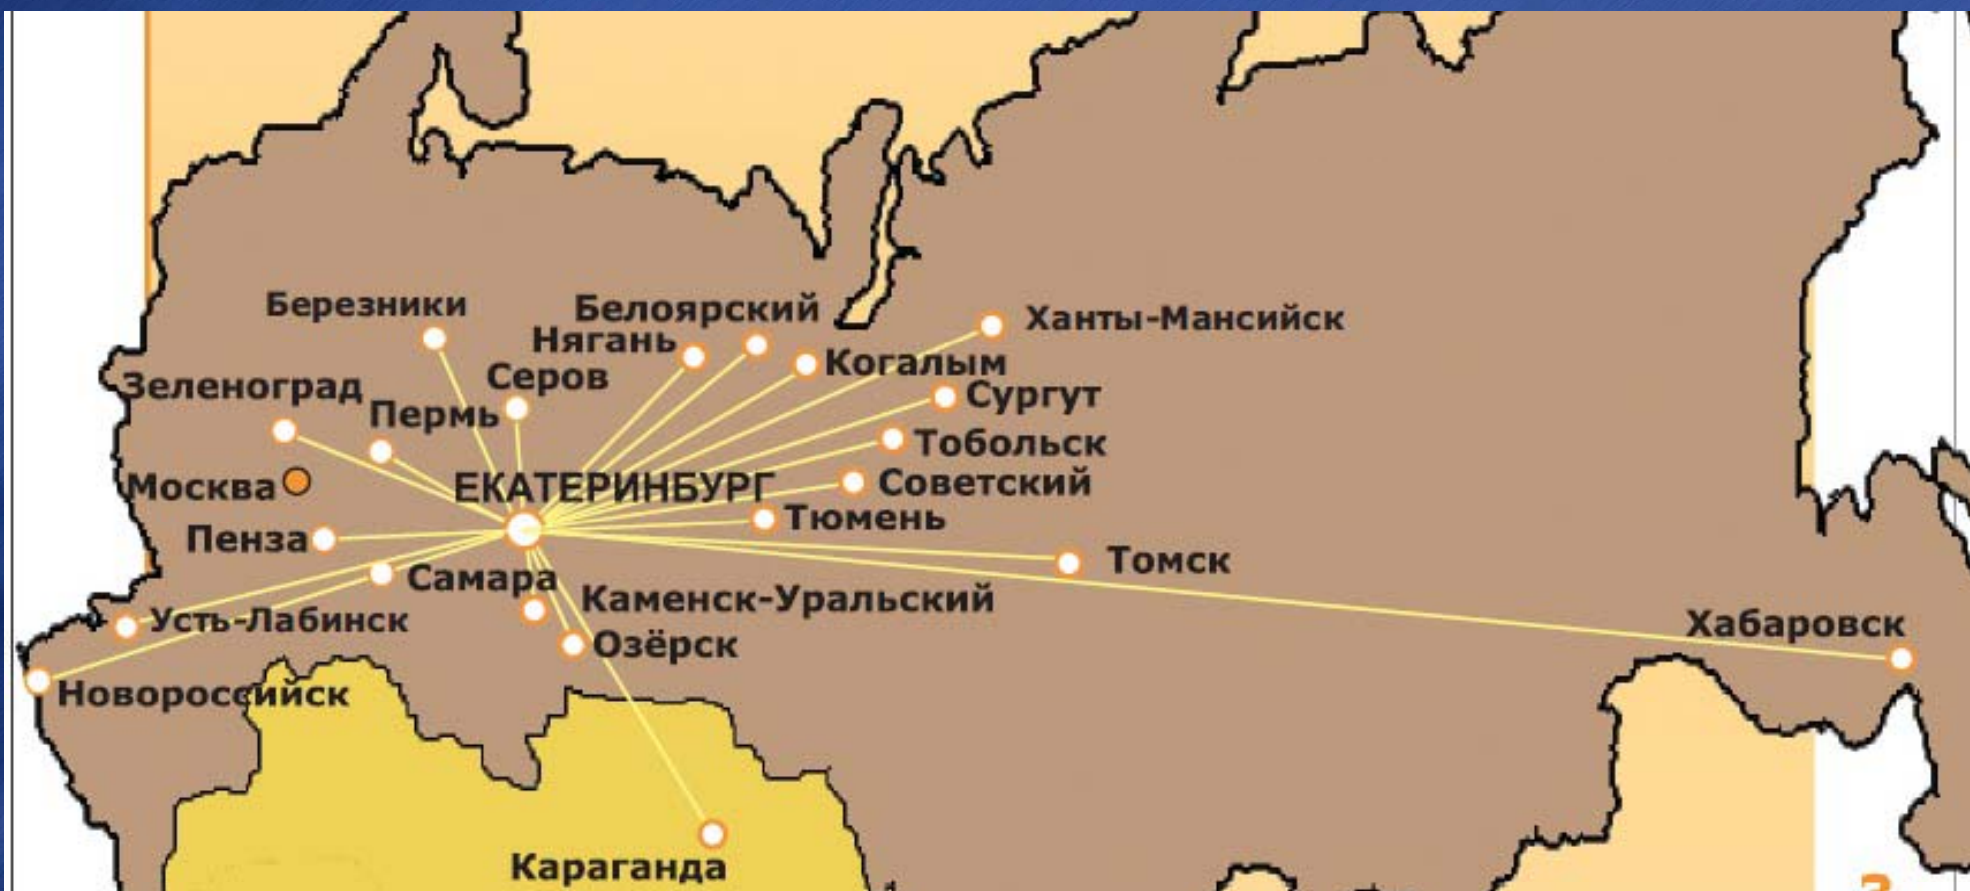 Березники
Белоярский
Ханты-Мансийск
Нягань
Когалым
Зеленоград
Серов
Сургут
Пермь
Тобольск
Москва
ЕКАТЕРИНБУРГ
Советский
Тюмень
Пенза
Томск
Самара
Каменск-Уральский
Усть-Лабинск
Хабаровск
Озёрск
Новороссийск
Караганда